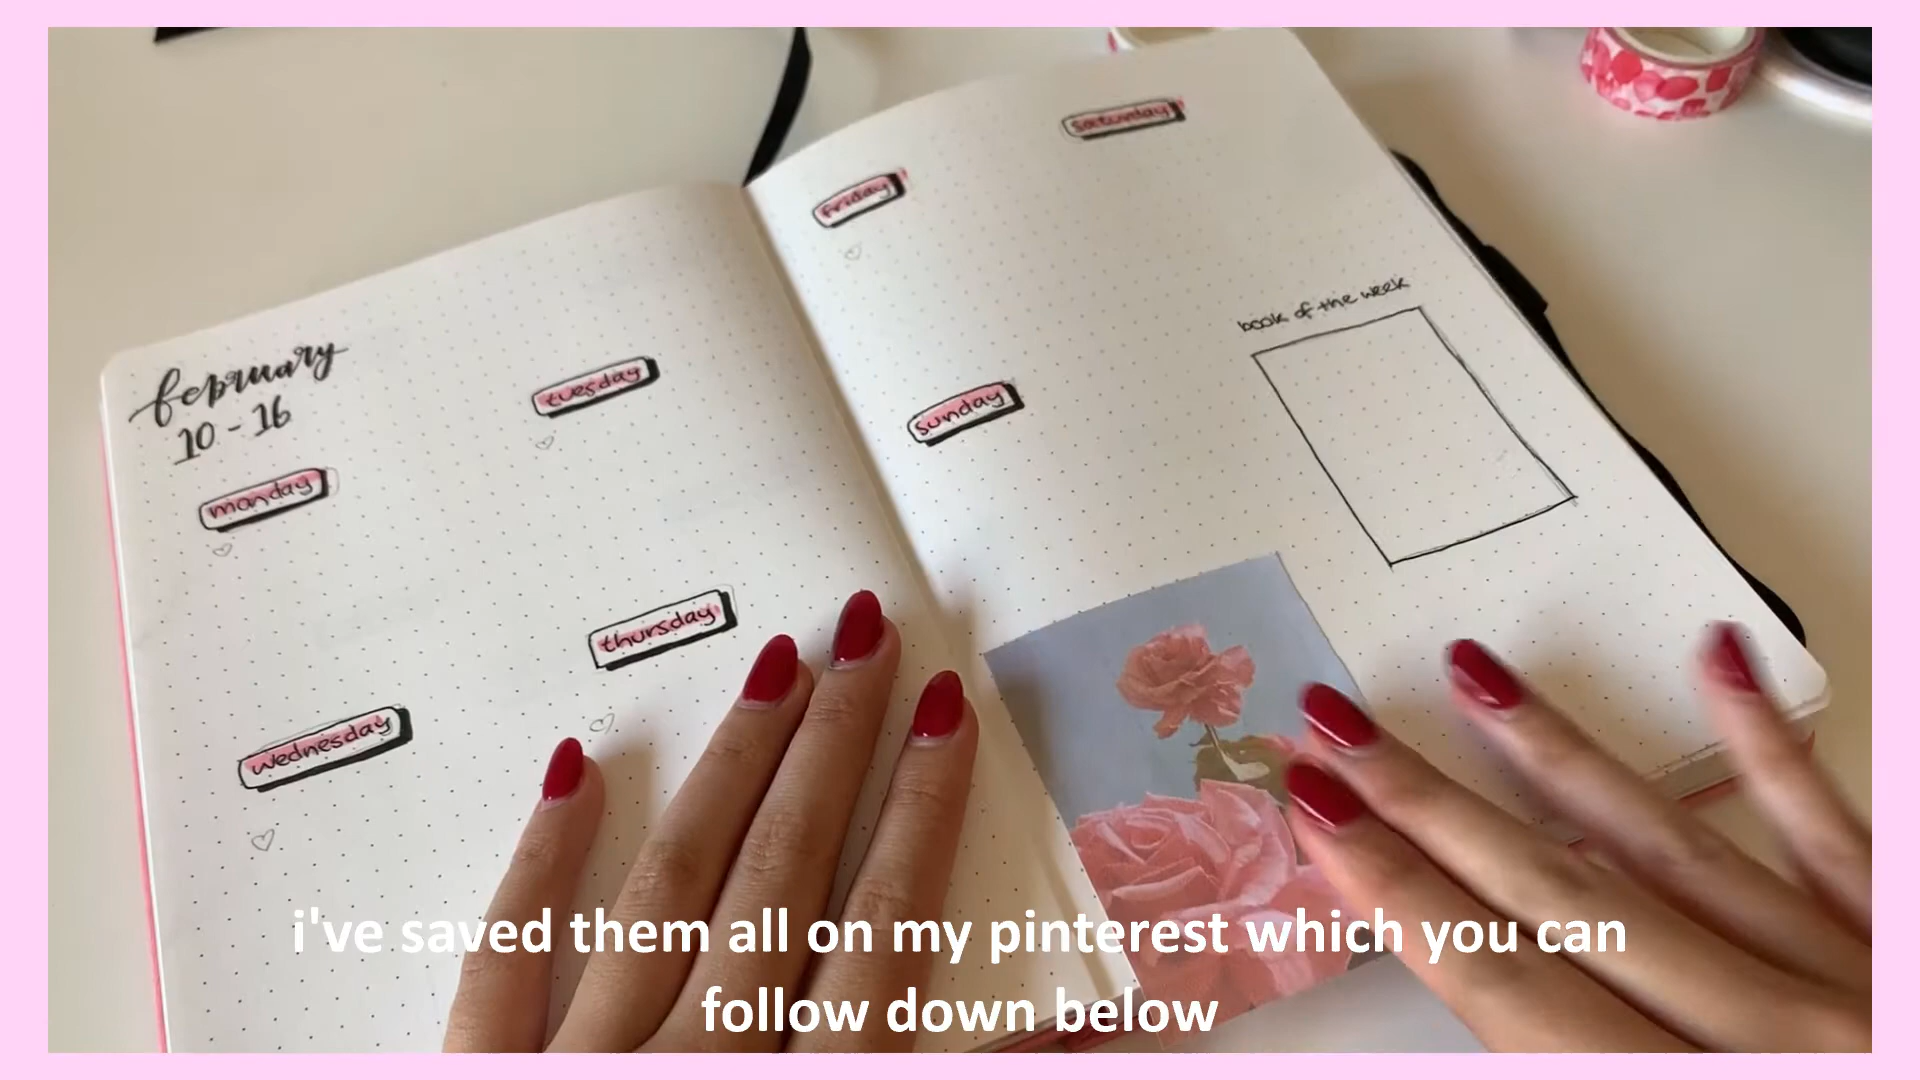 february
10 - 16
monday
tuesday
wednesday
thursday
friday
saturday
sunday
book of the week
i've saved them all on my pinterest which you can
follow down below